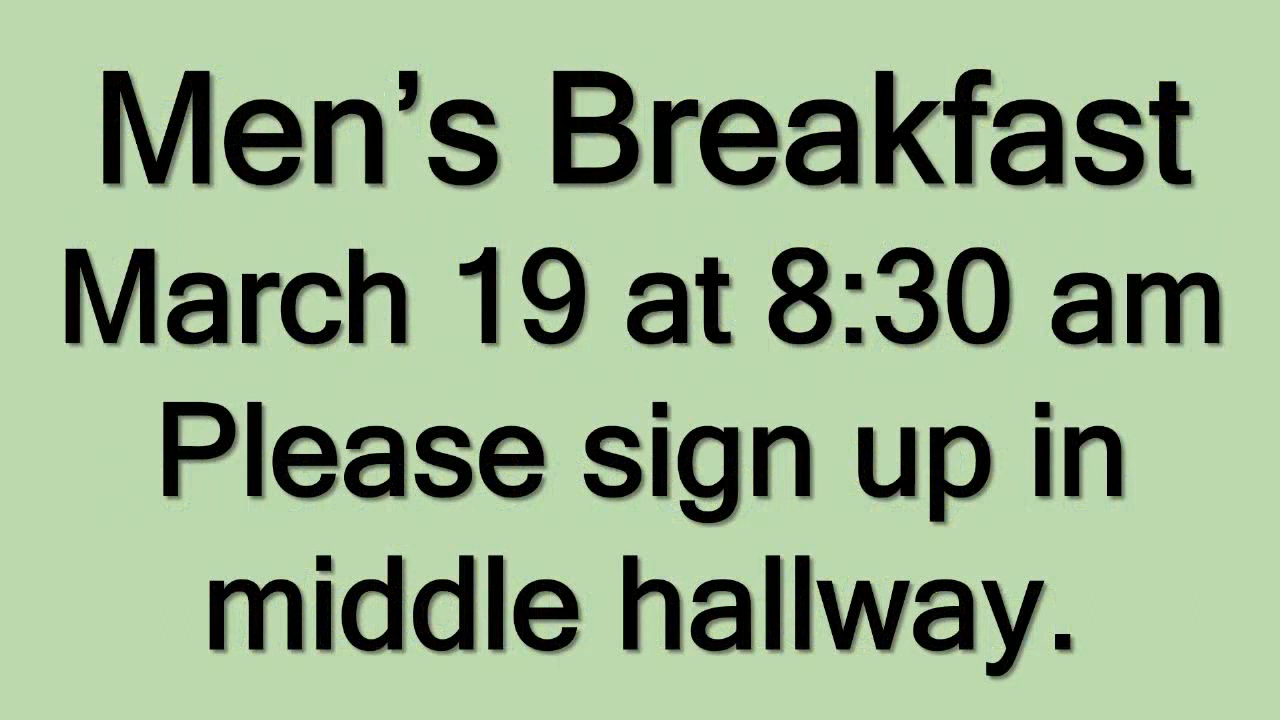 Men’s Breakfast
March 19 at 8:30 am
Please sign up in
middle hallway.